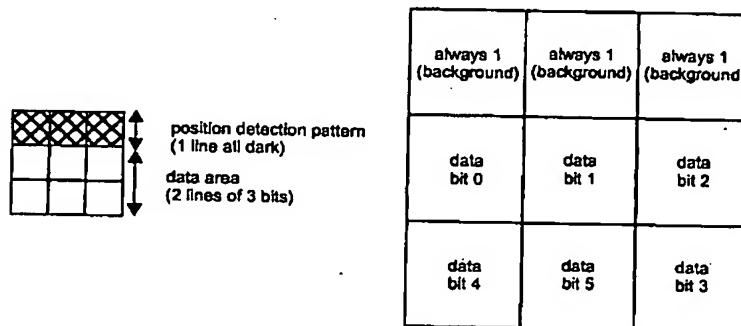 position detection pattern
(1 line all dark)
data area
(2 lines of 3 bits)
always 1
(background)
always 1
(background)
always 1
(background)
data
bit 0
data
bit 1
data
bit 2
data
bit 4
data
bit 5
data
bit 3